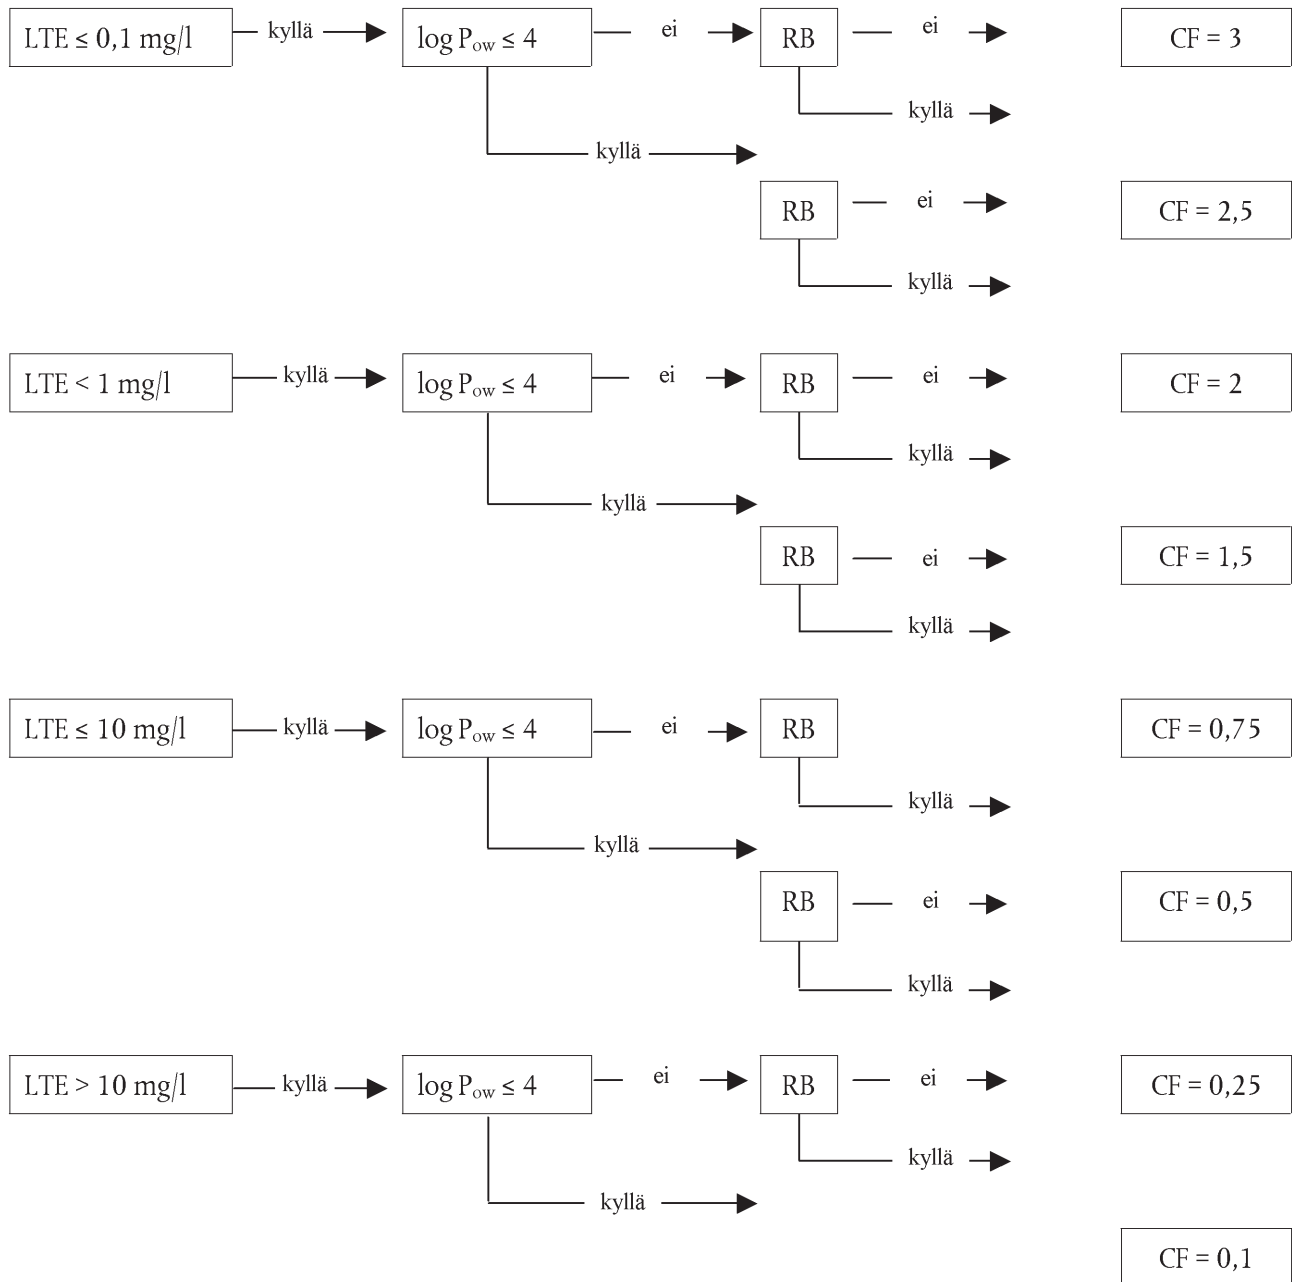 LTE ≤ 0,1 mg/l kyllä log Pow ≤ 4 ei RB ei CF = 3
kyllä
kyllä
RB ei CF = 2,5
kyllä
LTE < 1 mg/l kyllä log Pow ≤ 4 ei RB ei CF = 2
kyllä
kyllä
RB ei CF = 1,5
kyllä
LTE ≤ 10 mg/l kyllä log Pow ≤ 4 ei RB CF = 0,75
kyllä
kyllä
RB ei CF = 0,5
kyllä
LTE > 10 mg/l kyllä log Pow ≤ 4 ei RB ei CF = 0,25
kyllä
kyllä
CF = 0,1